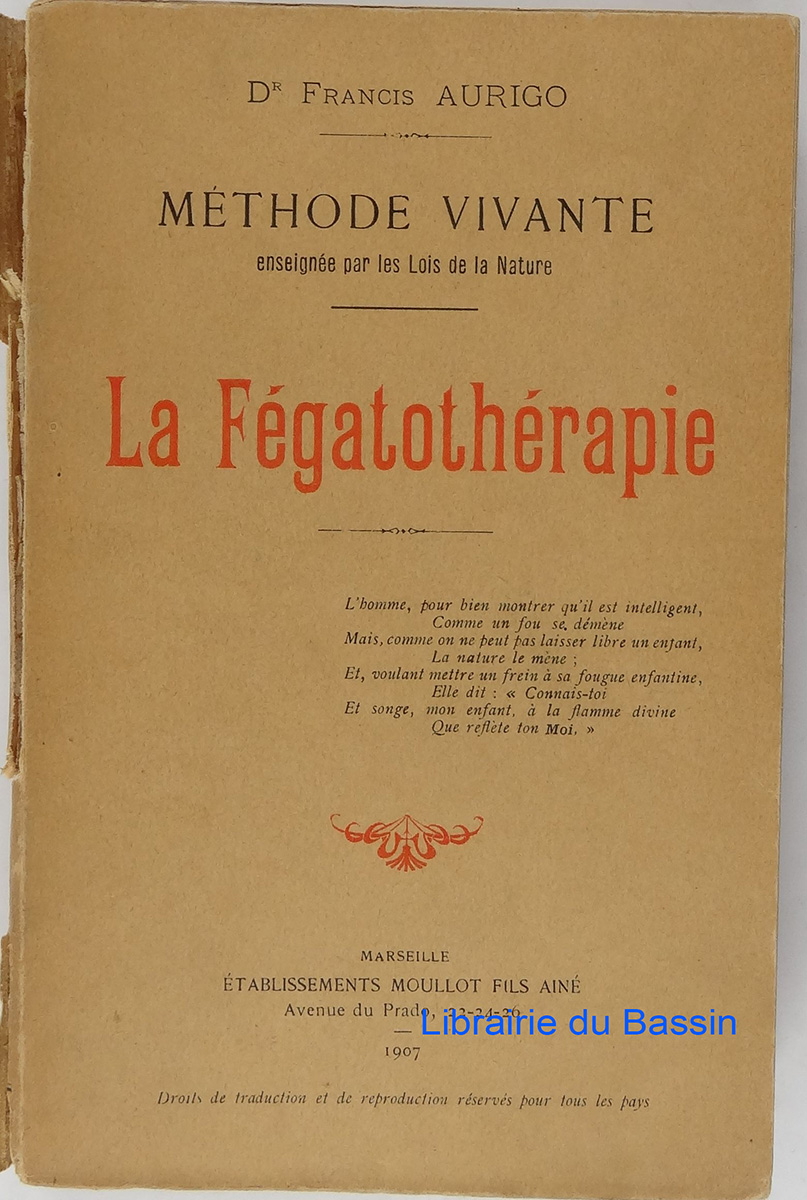 Dʀ Francis AURIGO
MÉTHODE VIVANTE
enseignée par les Lois de la Nature
La Fégatothérapie
L'homme, pour bien montrer qu'il est intelligent,
Comme un fou se. démène
Mais, comme on ne peut pas laisser libre un enfant,
La nature le mène ;
Et, voulant mettre un frein à sa fougue enfantine,
Elle dit : « Connais-toi
Et songe, mon enfant, à la flamme divine
Que reflète ton Moi, »
MARSEILLE
ÉTABLISSEMENTS MOULLOT FILS AINÉ
Avenue du Prado, 22-24-26
Librairie du Bassin
1907
Droits de traduction et de reproduction réservés pour tous les pays